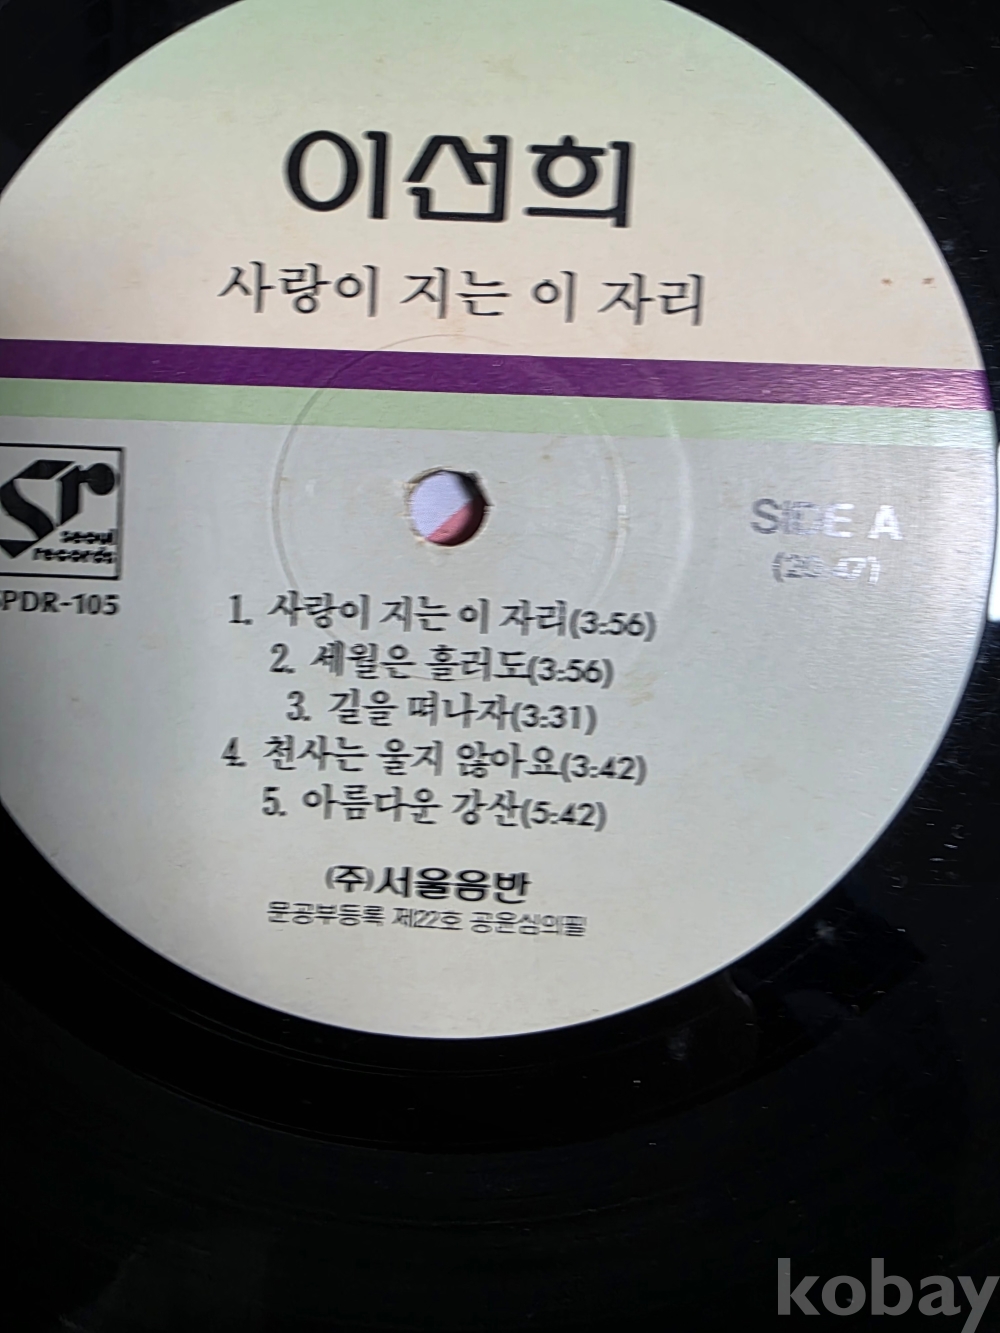 이선희
사랑이 지는 이 자리
sr
seoul
records
PDR-105
SIDE A
(20:47)
1. 사랑이 지는 이 자리(3:56)
2. 세월은 흘러도(3:56)
3. 길을 떠나자(3:31)
4. 천사는 울지 않아요(3:42)
5. 아름다운 강산(5:42)
(주)서울음반
문공부등록 제22호 공윤심의필
kobay